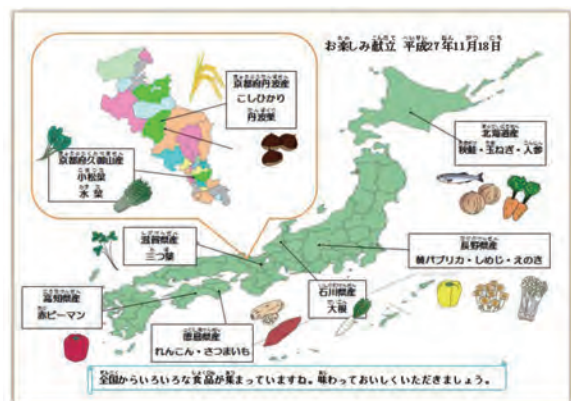 お楽しみ献立 平成27年11月18日
京都府丹波産
こしひかり
丹波栗
京都府久御山産
小松菜
水菜
北海道産
秋鮭・玉ねぎ・人参
滋賀県産
三つ葉
長野県産
黄パプリカ・しめじ・えのき
石川県産
大根
高知県産
赤ピーマン
徳島県産
れんこん・さつまいも
全国からいろいろな食品が集まっていますね。味わっておいしくいただきましょう。